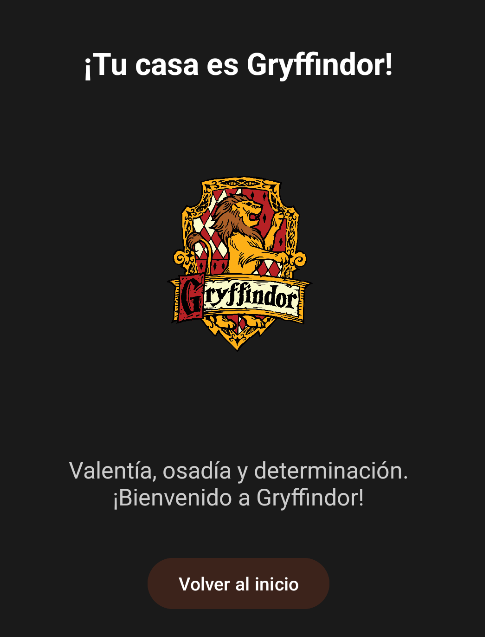 ¡Tu casa es Gryffindor!
Gryffindor
Valentía, osadía y determinación.
¡Bienvenido a Gryffindor!
Volver al inicio